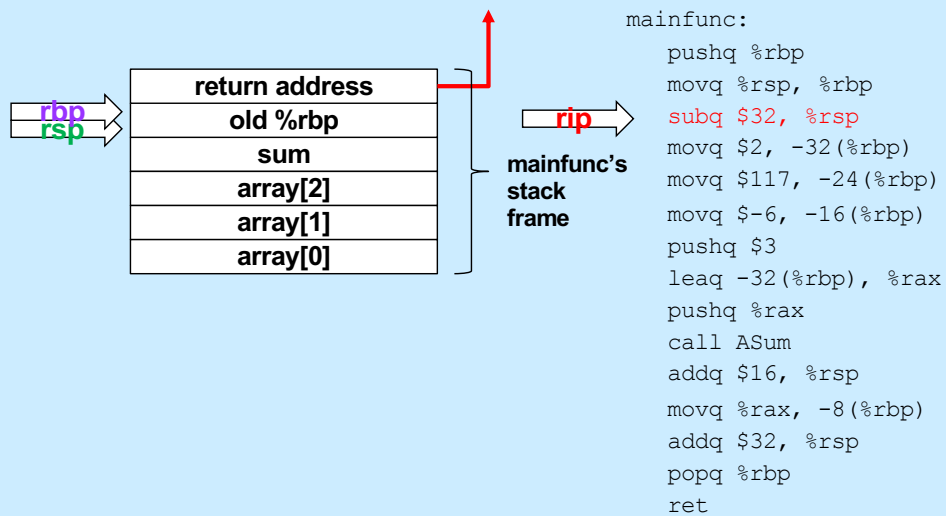 rbp
rsp
return address
old %rbp
sum
array[2]
array[1]
array[0]
mainfunc's
stack
frame
rip
mainfunc:
pushq %rbp
movq %rsp, %rbp
subq $32, %rsp
movq $2, -32(%rbp)
movq $117, -24(%rbp)
movq $-6, -16(%rbp)
pushq $3
leaq -32(%rbp), %rax
pushq %rax
call ASum
addq $16, %rsp
movq %rax, -8(%rbp)
addq $32, %rsp
popq %rbp
ret